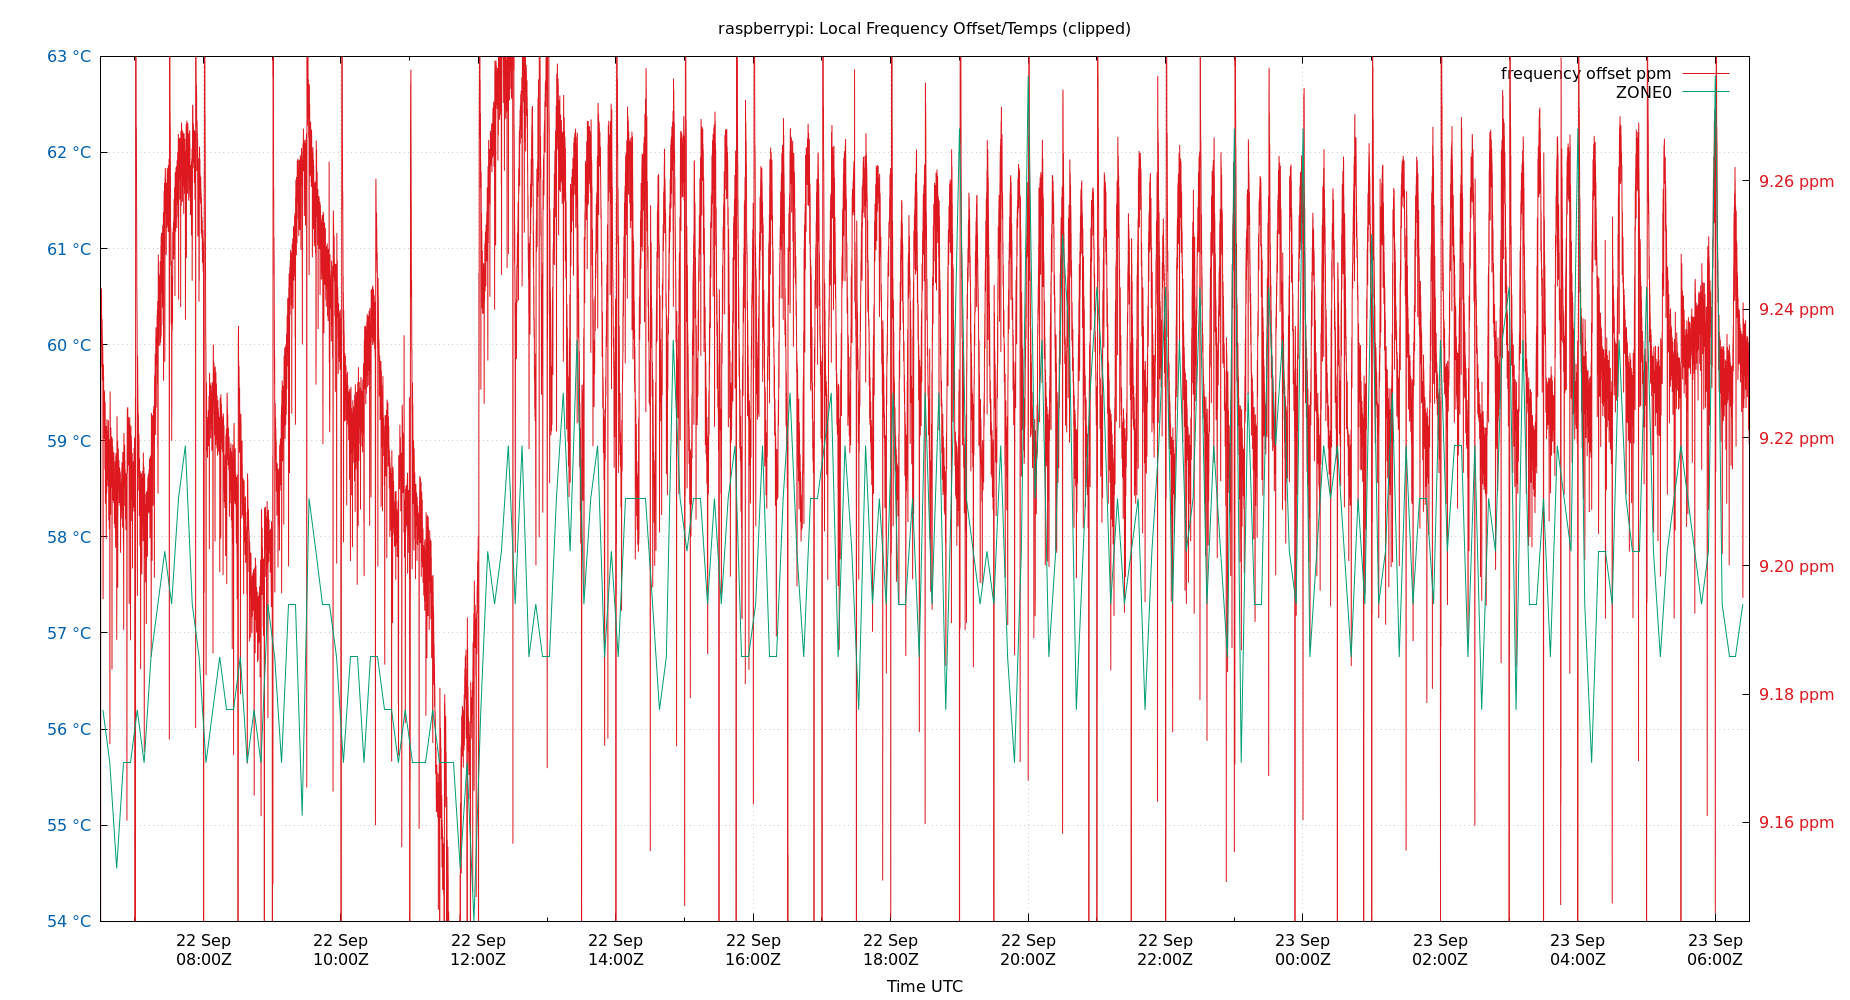 raspberrypi: Local Frequency Offset/Temps (clipped)
frequency offset ppm
ZONE0
63 °C
62 °C
61 °C
60 °C
59 °C
58 °C
57 °C
56 °C
55 °C
54 °C
9.26 ppm
9.24 ppm
9.22 ppm
9.20 ppm
9.18 ppm
9.16 ppm
22 Sep
08:00Z
22 Sep
10:00Z
22 Sep
12:00Z
22 Sep
14:00Z
22 Sep
16:00Z
22 Sep
18:00Z
22 Sep
20:00Z
22 Sep
22:00Z
23 Sep
00:00Z
23 Sep
02:00Z
23 Sep
04:00Z
23 Sep
06:00Z
Time UTC